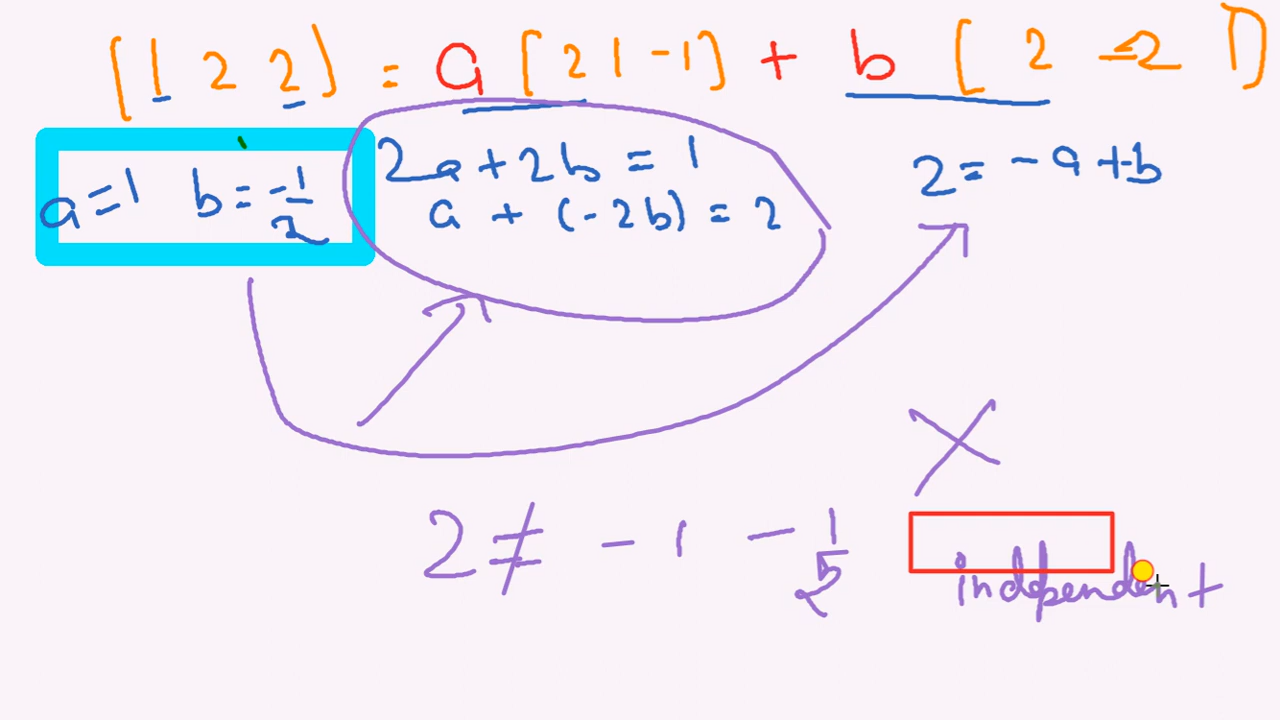 [1 2 2] = a [2 1 -1] + b [2 -2 1]
a=1 b=-1/2
2a+2b = 1
a + (-2b) = 2
2 = -a+b
2 ≠ -1 -1/2
independent